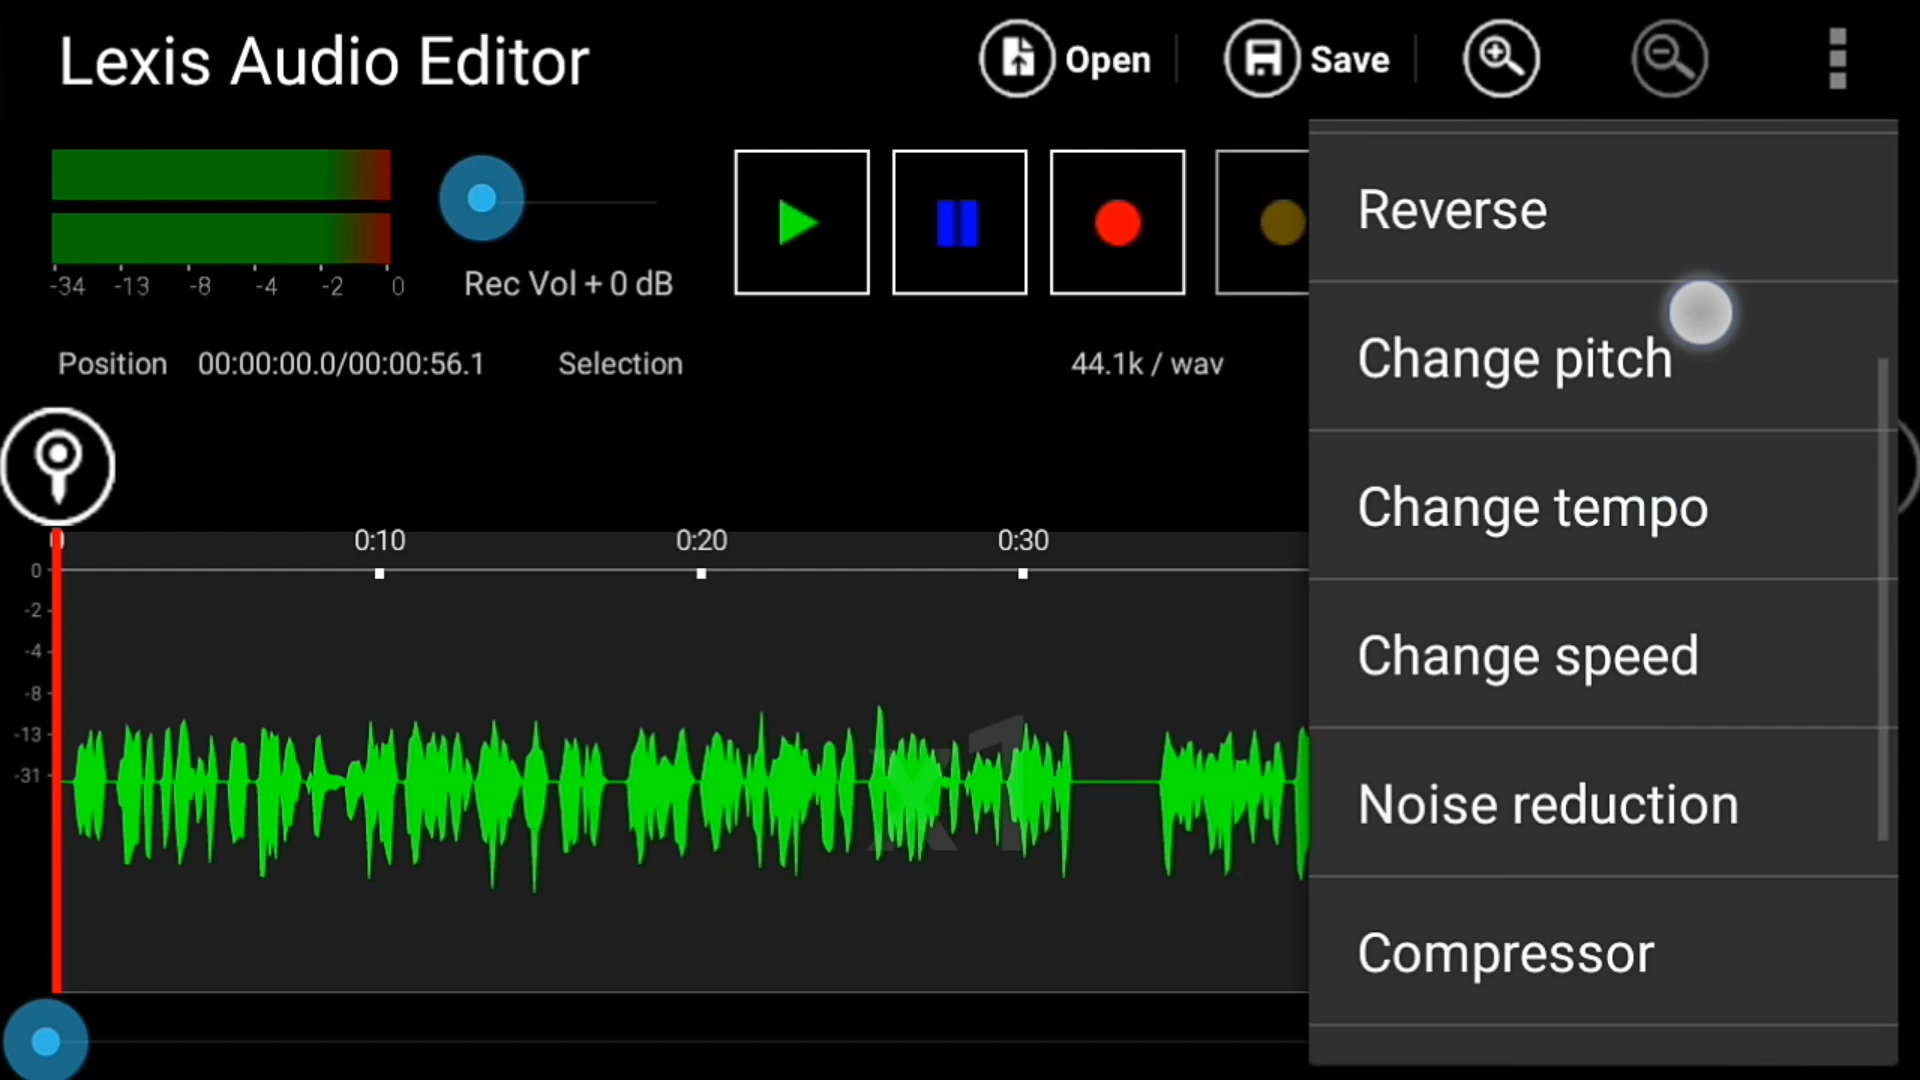 Lexis Audio Editor
Open
Save
-34 -13 -8 -4 -2 0
Rec Vol + 0 dB
Position 00:00:00.0/00:00:56.1 Selection 44.1k / wav
0 0:10 0:20 0:30
0
-2
-4
-8
-13
-31
x1
Reverse
Change pitch
Change tempo
Change speed
Noise reduction
Compressor